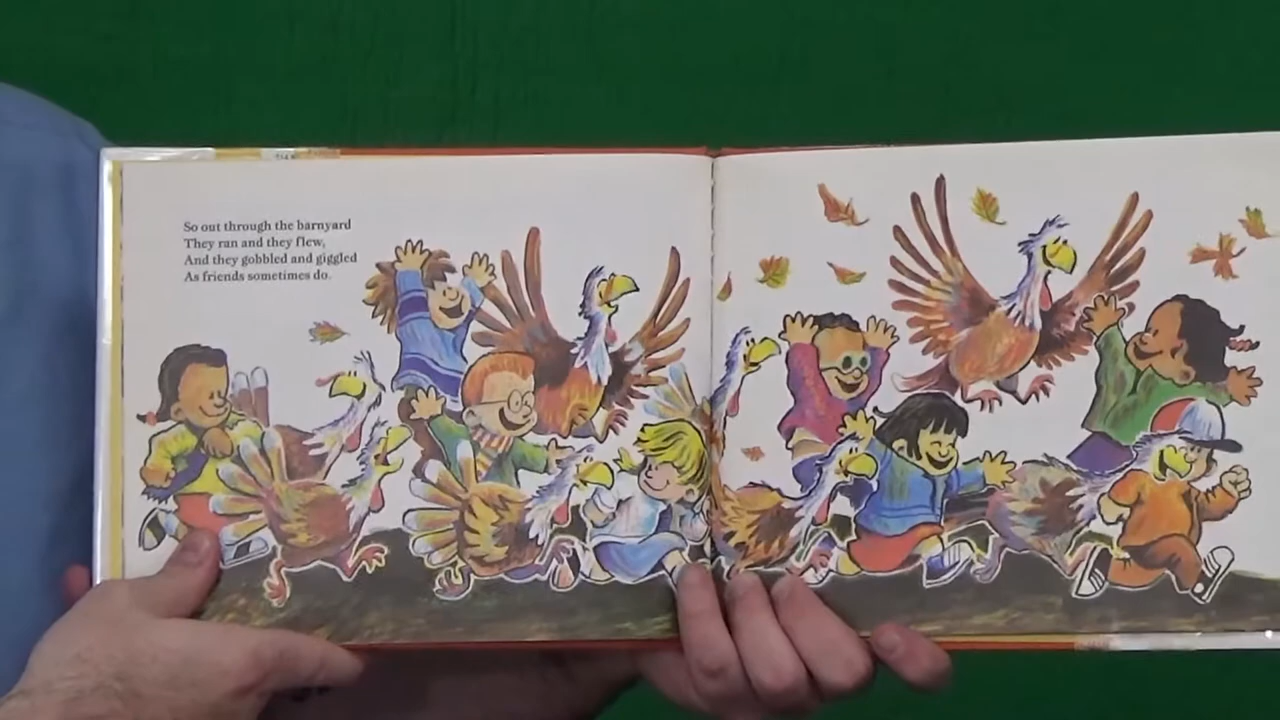 So out through the barnyard
They ran and they flew,
And they gobbled and giggled
As friends sometimes do.